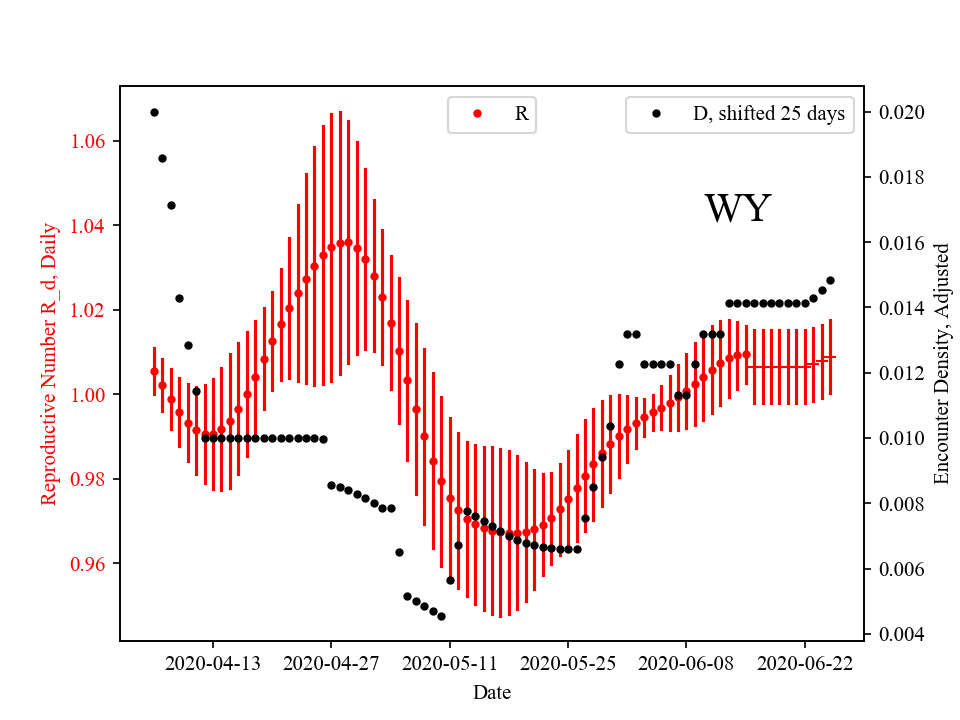 R
D, shifted 25 days
WY
Reproductive Number R_d, Daily
1.06
1.04
1.02
1.00
0.98
0.96
0.020
0.018
0.016
0.014
0.012
0.010
0.008
0.006
0.004
Encounter Density, Adjusted
2020-04-13 2020-04-27 2020-05-11 2020-05-25 2020-06-08 2020-06-22
Date